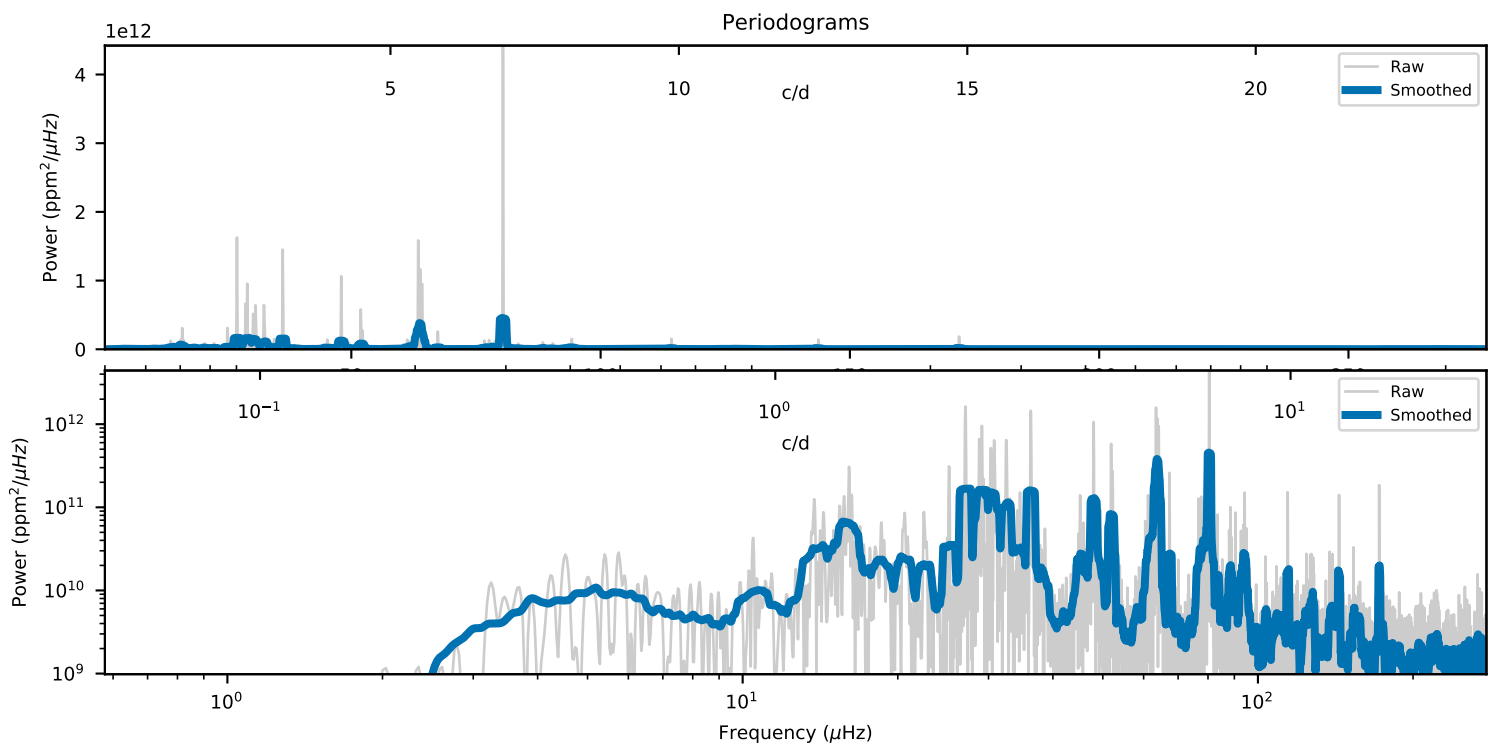 Periodograms
1e12
5 10 15 20
c/d
Raw
Smoothed
4
3
2
1
0
Power (ppm²/μHz)
10⁻¹ 10⁰ 10¹
c/d
Raw
Smoothed
10¹²
10¹¹
10¹⁰
10⁹
Power (ppm²/μHz)
10⁰ 10¹ 10²
Frequency (μHz)